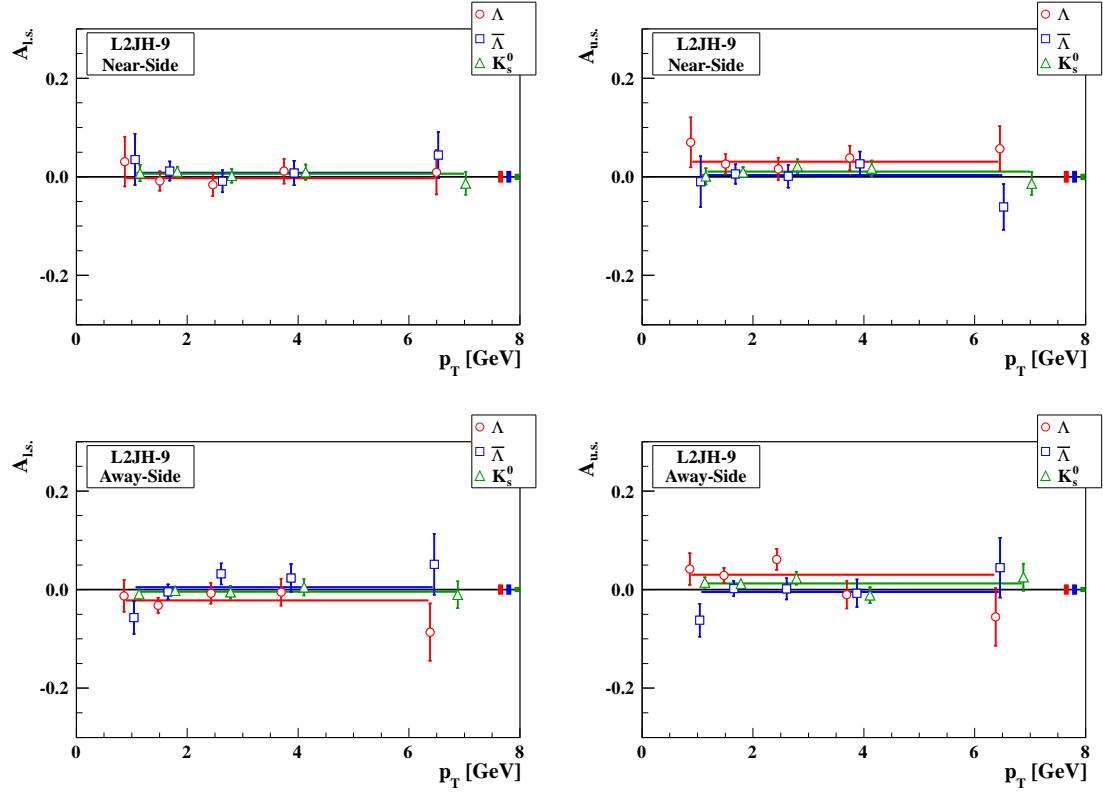 A_{l.s.}
L2JH-9
Near-Side
Λ
Λ̅
K_s^0
0.2
0.0
-0.2
0 2 4 6 8
p_T [GeV]
A_{u.s.}
L2JH-9
Near-Side
Λ
Λ̅
K_s^0
0.2
0.0
-0.2
0 2 4 6 8
p_T [GeV]
A_{l.s.}
L2JH-9
Away-Side
Λ
Λ̅
K_s^0
0.2
0.0
-0.2
0 2 4 6 8
p_T [GeV]
A_{u.s.}
L2JH-9
Away-Side
Λ
Λ̅
K_s^0
0.2
0.0
-0.2
0 2 4 6 8
p_T [GeV]